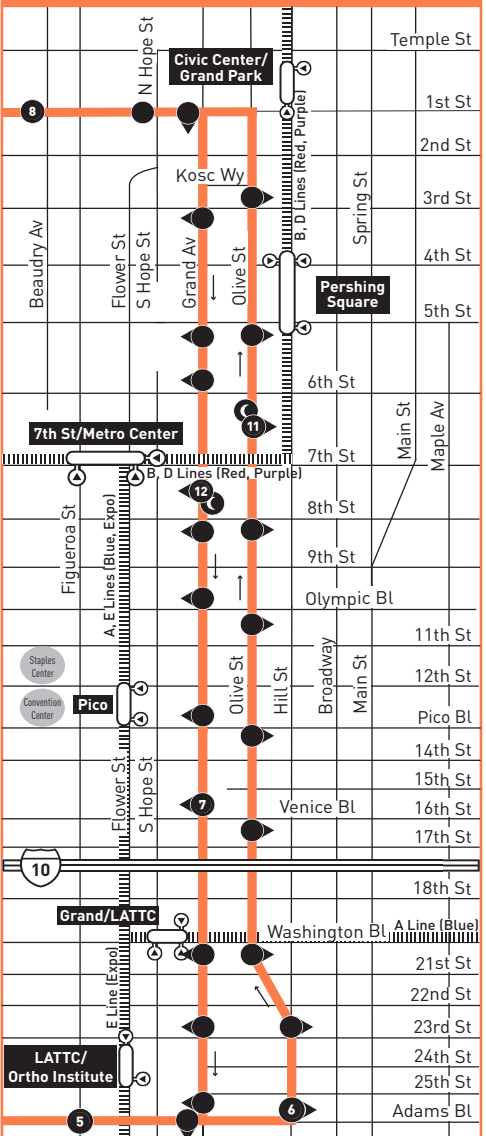 Temple St
N Hope St
Civic Center/
Grand Park
8
1st St
2nd St
B, D Lines (Red, Purple)
Kosc Wy
3rd St
Spring St
Beaudry Av
Flower St
S Hope St
Grand Av
Olive St
4th St
Pershing
Square
5th St
6th St
11
Main St
Maple Av
7th St/Metro Center
7th St
B, D Lines (Red, Purple)
12
8th St
Figueroa St
A, E Lines (Blue, Expo)
9th St
Olympic Bl
11th St
Staples
Center
12th St
Olive St
Hill St
Broadway
Main St
Convention
Center
Pico
Pico Bl
14th St
Flower St
S Hope St
15th St
7
Venice Bl
16th St
17th St
10
18th St
Grand/LATTC
Washington Bl
A Line (Blue)
21st St
E Line (Expo)
22nd St
23rd St
24th St
LATTC/
Ortho Institute
25th St
6
Adams Bl
5